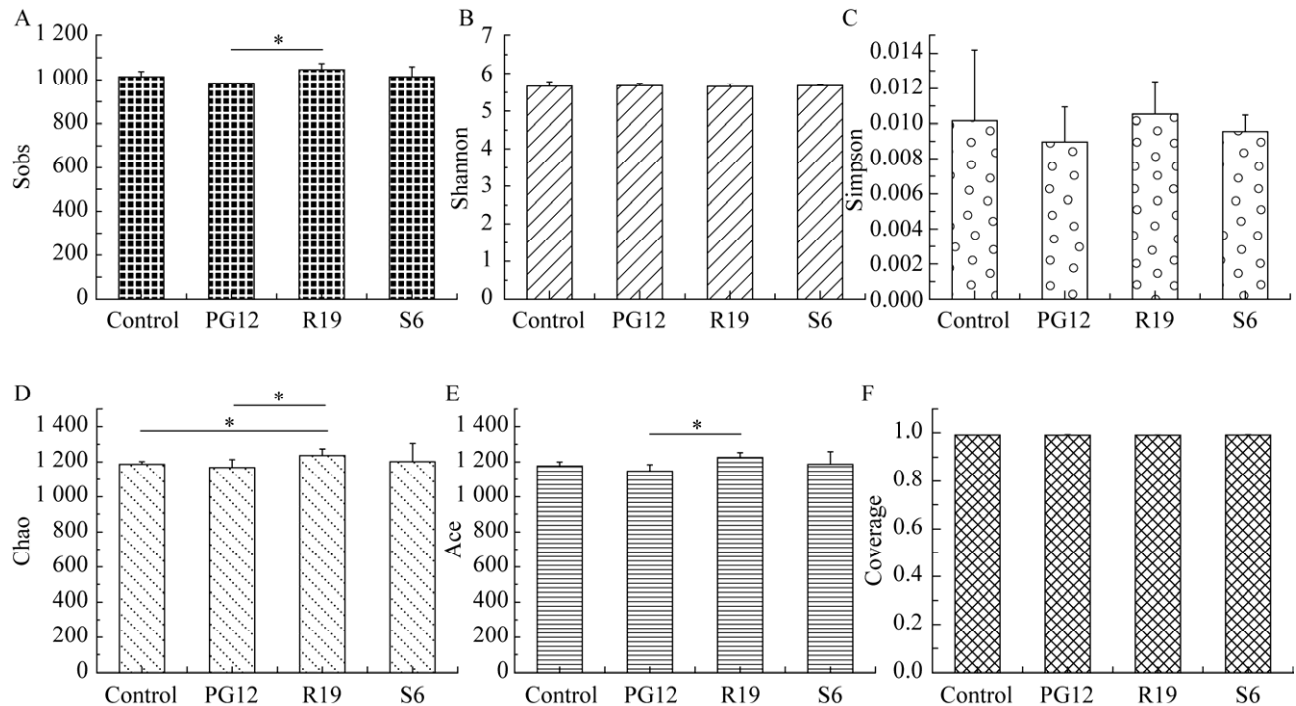 A
1 200
1 000
800
600
400
200
0
Sobs
*
Control PG12 R19 S6
B
7
6
5
4
3
2
1
0
Shannon
Control PG12 R19 S6
C
0.014
0.012
0.010
0.008
0.006
0.004
0.002
0.000
Simpson
Control PG12 R19 S6
D
1 400
1 200
1 000
800
600
400
200
0
Chao
*
*
Control PG12 R19 S6
E
1 400
1 200
1 000
800
600
400
200
0
Ace
*
Control PG12 R19 S6
F
1.0
0.8
0.6
0.4
0.2
0.0
Coverage
Control PG12 R19 S6